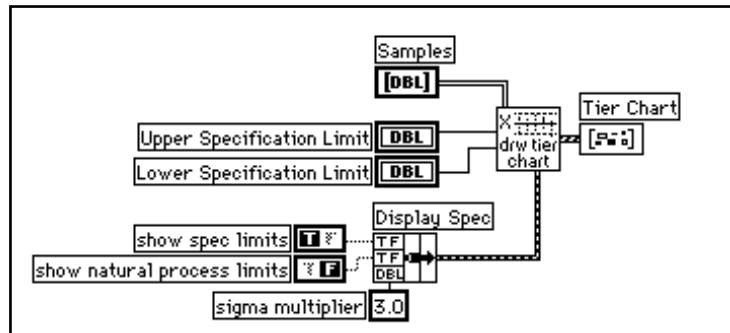 Samples
[DBL]
Tier Chart
X
Upper Specification Limit DBL
drw tier
Lower Specification Limit DBL
chart
Display Spec
show spec limits T F
TF
show natural process limits T F
TF
DBL
sigma multiplier 3.0